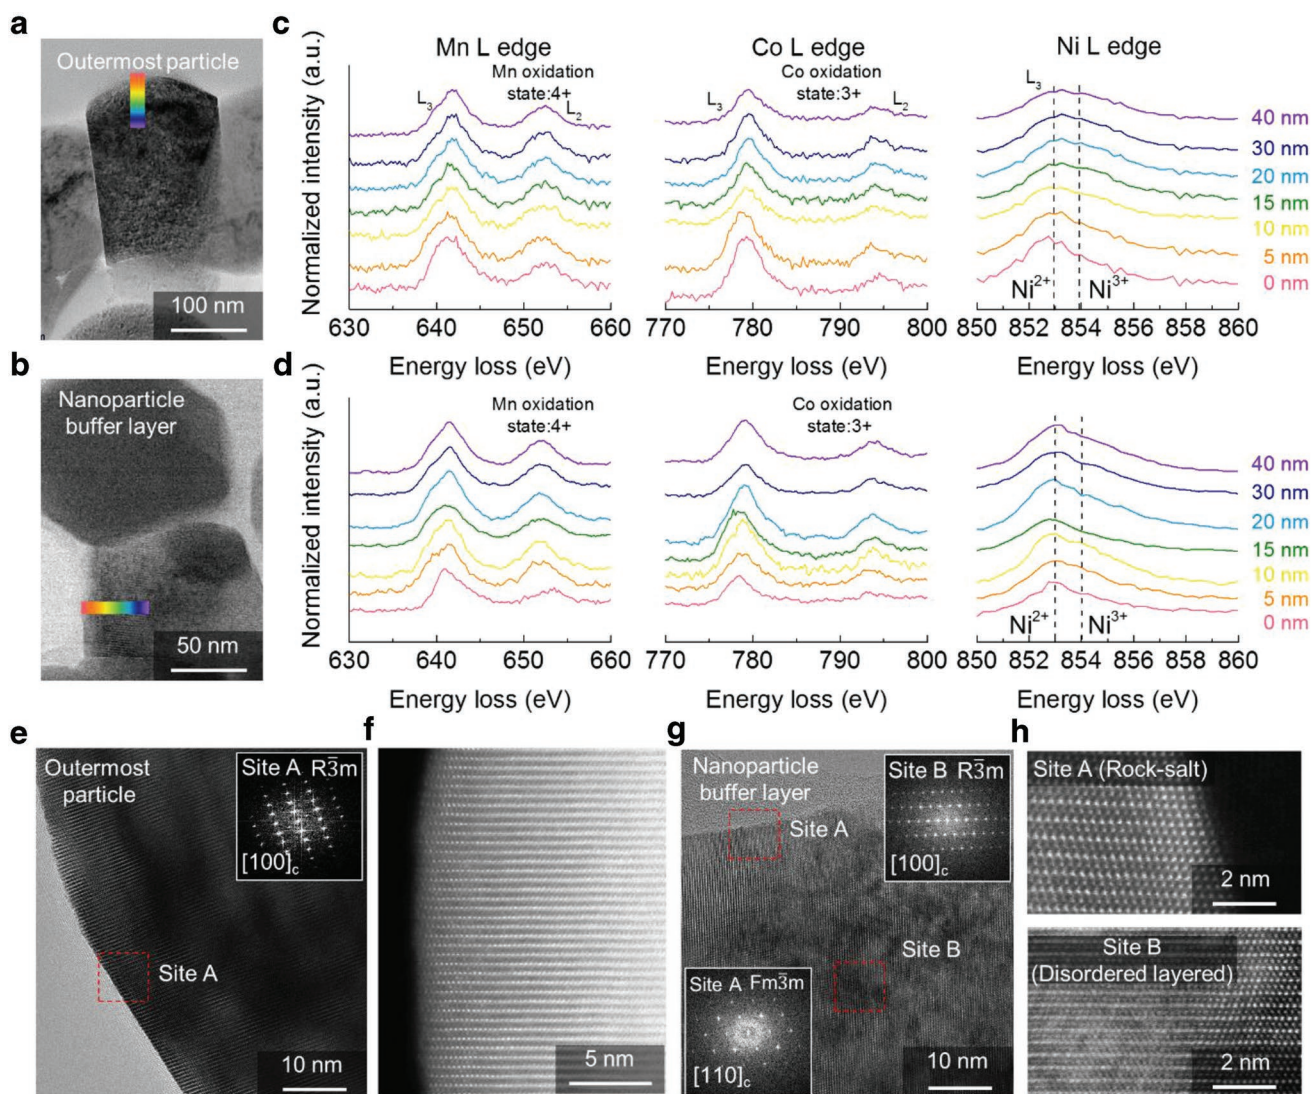 a
Outermost particle
100 nm
b
Nanoparticle
buffer layer
50 nm
c
Normalized intensity (a.u.)
Mn L edge
Mn oxidation
state:4+
L3
L2
630 640 650 660
Energy loss (eV)
Co L edge
Co oxidation
state:3+
L3
L2
770 780 790 800
Energy loss (eV)
Ni L edge
L3
Ni2+ Ni3+
850 852 854 856 858 860
Energy loss (eV)
40 nm
30 nm
20 nm
15 nm
10 nm
5 nm
0 nm
d
Normalized intensity (a.u.)
Mn oxidation
state:4+
630 640 650 660
Energy loss (eV)
Co oxidation
state:3+
770 780 790 800
Energy loss (eV)
Ni2+ Ni3+
850 852 854 856 858 860
Energy loss (eV)
40 nm
30 nm
20 nm
15 nm
10 nm
5 nm
0 nm
e
Outermost
particle
Site A R3̅m
[100]c
Site A
10 nm
f
5 nm
g
Nanoparticle
buffer layer
Site A
Site B R3̅m
[100]c
Site B
Site A Fm3̅m
[110]c
10 nm
h
Site A (Rock-salt)
2 nm
Site B
(Disordered layered)
2 nm